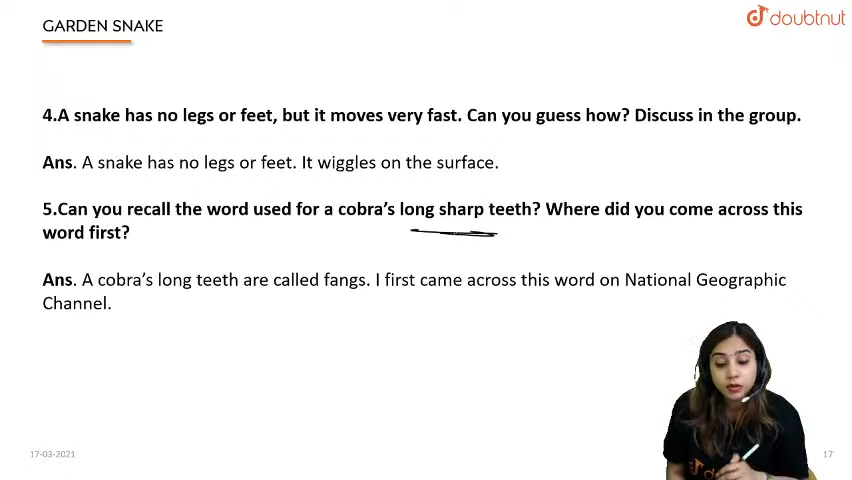 GARDEN SNAKE
doubtnut
4.A snake has no legs or feet, but it moves very fast. Can you guess how? Discuss in the group.
Ans. A snake has no legs or feet. It wiggles on the surface.
5.Can you recall the word used for a cobra’s long sharp teeth? Where did you come across this
word first?
Ans. A cobra’s long teeth are called fangs. I first came across this word on National Geographic
Channel.
17-03-2021
17